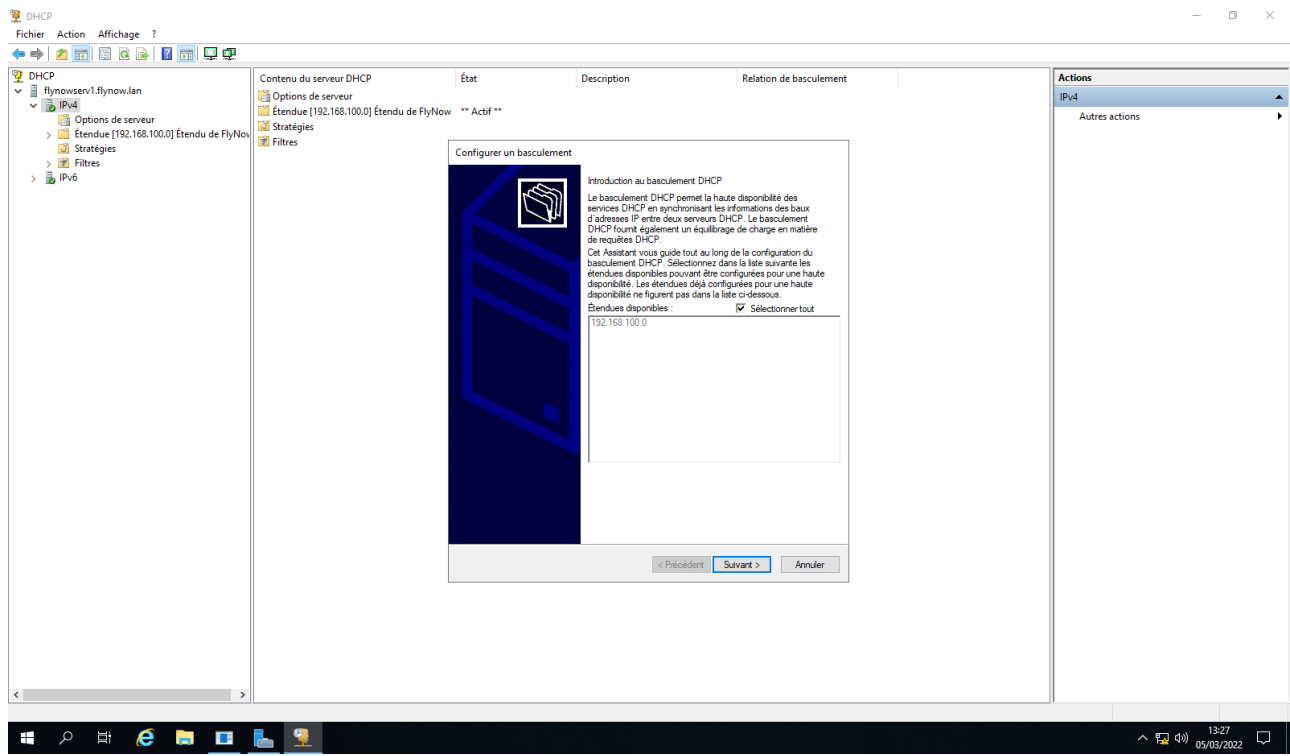 DHCP
Fichier Action Affichage ?
DHCP
flynowserv1.flynow.lan
IPv4
Options de serveur
Étendue [192.168.100.0] Étendu de FlyNov
Stratégies
Filtres
IPv6
Contenu du serveur DHCP État Description Relation de basculement
Options de serveur
Étendue [192.168.100.0] Étendu de FlyNow ** Actif **
Stratégies
Filtres
Actions
IPv4
Autres actions
Configurer un basculement
Introduction au basculement DHCP
Le basculement DHCP permet la haute disponibilité des
services DHCP en synchronisant les informations des baux
d'adresses IP entre deux serveurs DHCP. Le basculement
DHCP fournit également un équilibrage de charge en matière
de requêtes DHCP.
Cet Assistant vous guide tout au long de la configuration du
basculement DHCP. Sélectionnez dans la liste suivante les
étendues disponibles pouvant être configurées pour une haute
disponibilité. Les étendues déjà configurées pour une haute
disponibilité ne figurent pas dans la liste ci-dessous.
Étendues disponibles : Sélectionner tout
192.168.100.0
< Précédent Suivant > Annuler
13:27
05/03/2022